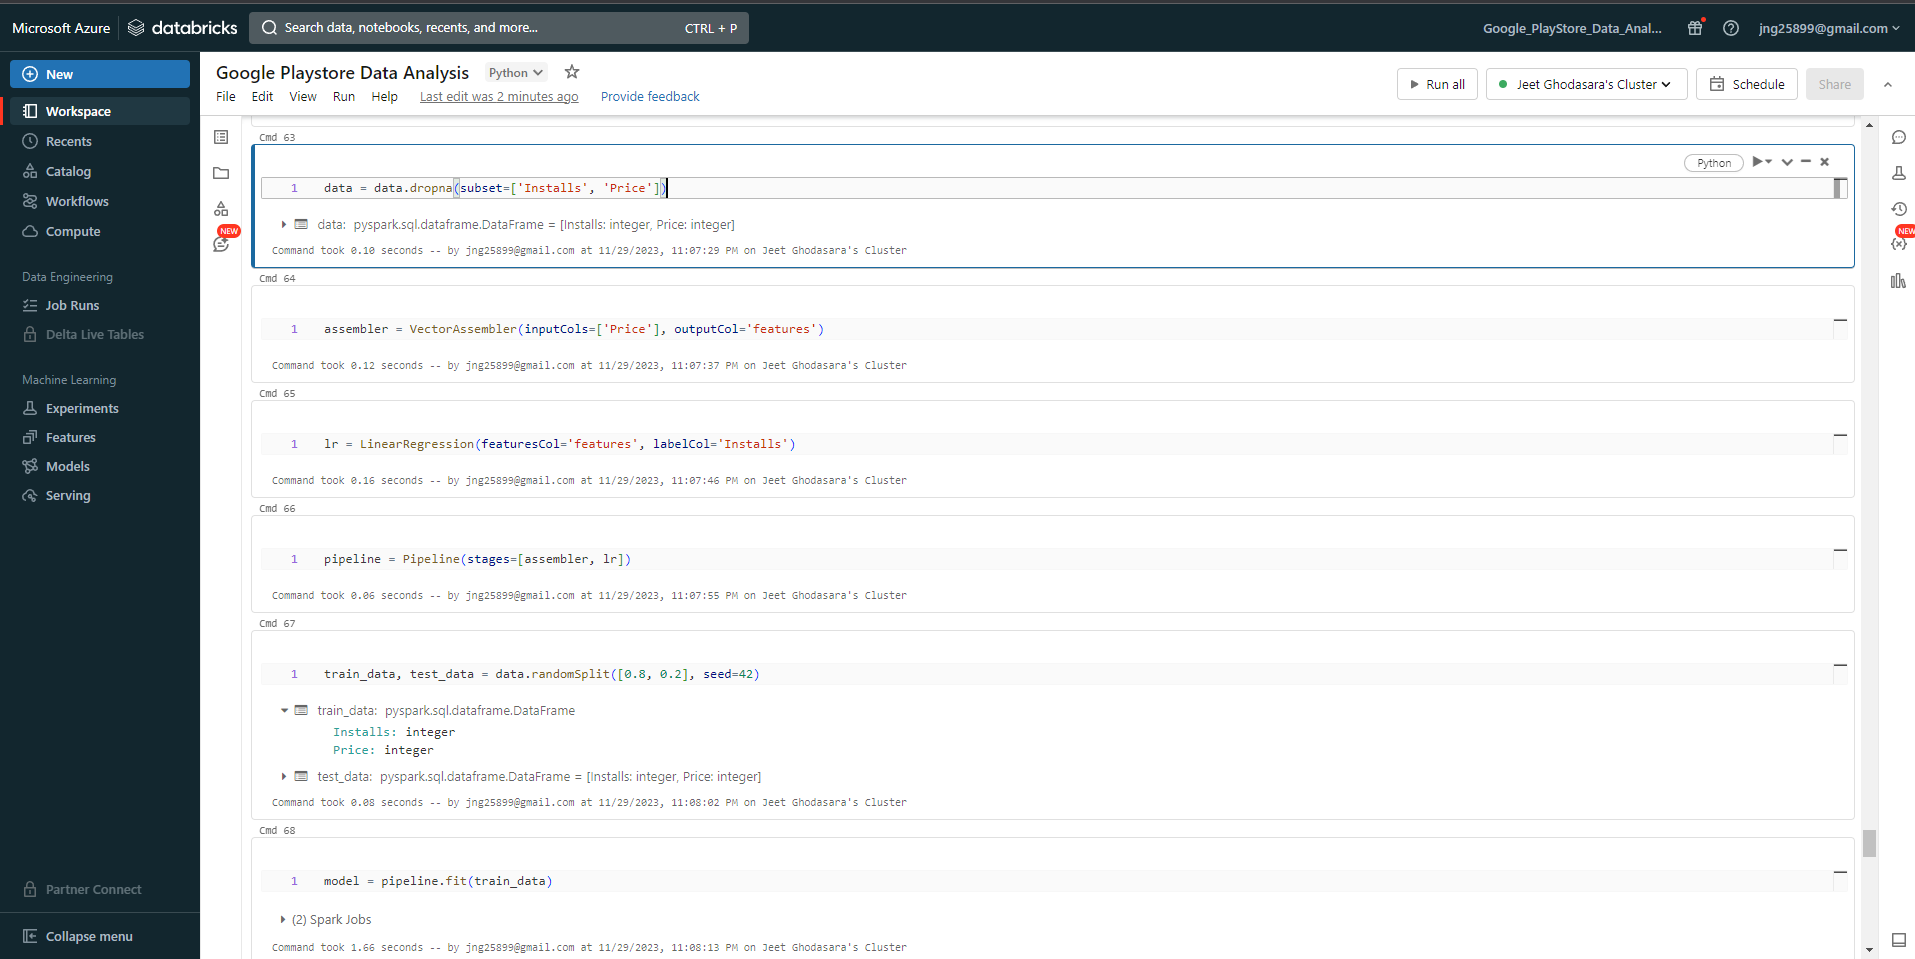 Microsoft Azure databricks Search data, notebooks, recents, and more... CTRL + P Google_PlayStore_Data_Anal... jng25899@gmail.com
New
Workspace
Recents
Catalog
Workflows
Compute
Data Engineering
Job Runs
Delta Live Tables
Machine Learning
Experiments
Features
Models
Serving
Partner Connect
Collapse menu
Google Playstore Data Analysis Python
File Edit View Run Help Last edit was 2 minutes ago Provide feedback
Run all Jeet Ghodasara's Cluster Schedule Share
NEW
NEW
Cmd 63
Python
1 data = data.dropna(subset=['Installs', 'Price'])
data: pyspark.sql.dataframe.DataFrame = [Installs: integer, Price: integer]
Command took 0.10 seconds -- by jng25899@gmail.com at 11/29/2023, 11:07:29 PM on Jeet Ghodasara's Cluster
Cmd 64
1 assembler = VectorAssembler(inputCols=['Price'], outputCol='features')
Command took 0.12 seconds -- by jng25899@gmail.com at 11/29/2023, 11:07:37 PM on Jeet Ghodasara's Cluster
Cmd 65
1 lr = LinearRegression(featuresCol='features', labelCol='Installs')
Command took 0.16 seconds -- by jng25899@gmail.com at 11/29/2023, 11:07:46 PM on Jeet Ghodasara's Cluster
Cmd 66
1 pipeline = Pipeline(stages=[assembler, lr])
Command took 0.06 seconds -- by jng25899@gmail.com at 11/29/2023, 11:07:55 PM on Jeet Ghodasara's Cluster
Cmd 67
1 train_data, test_data = data.randomSplit([0.8, 0.2], seed=42)
train_data: pyspark.sql.dataframe.DataFrame
Installs: integer
Price: integer
test_data: pyspark.sql.dataframe.DataFrame = [Installs: integer, Price: integer]
Command took 0.08 seconds -- by jng25899@gmail.com at 11/29/2023, 11:08:02 PM on Jeet Ghodasara's Cluster
Cmd 68
1 model = pipeline.fit(train_data)
(2) Spark Jobs
Command took 1.66 seconds -- by jng25899@gmail.com at 11/29/2023, 11:08:13 PM on Jeet Ghodasara's Cluster